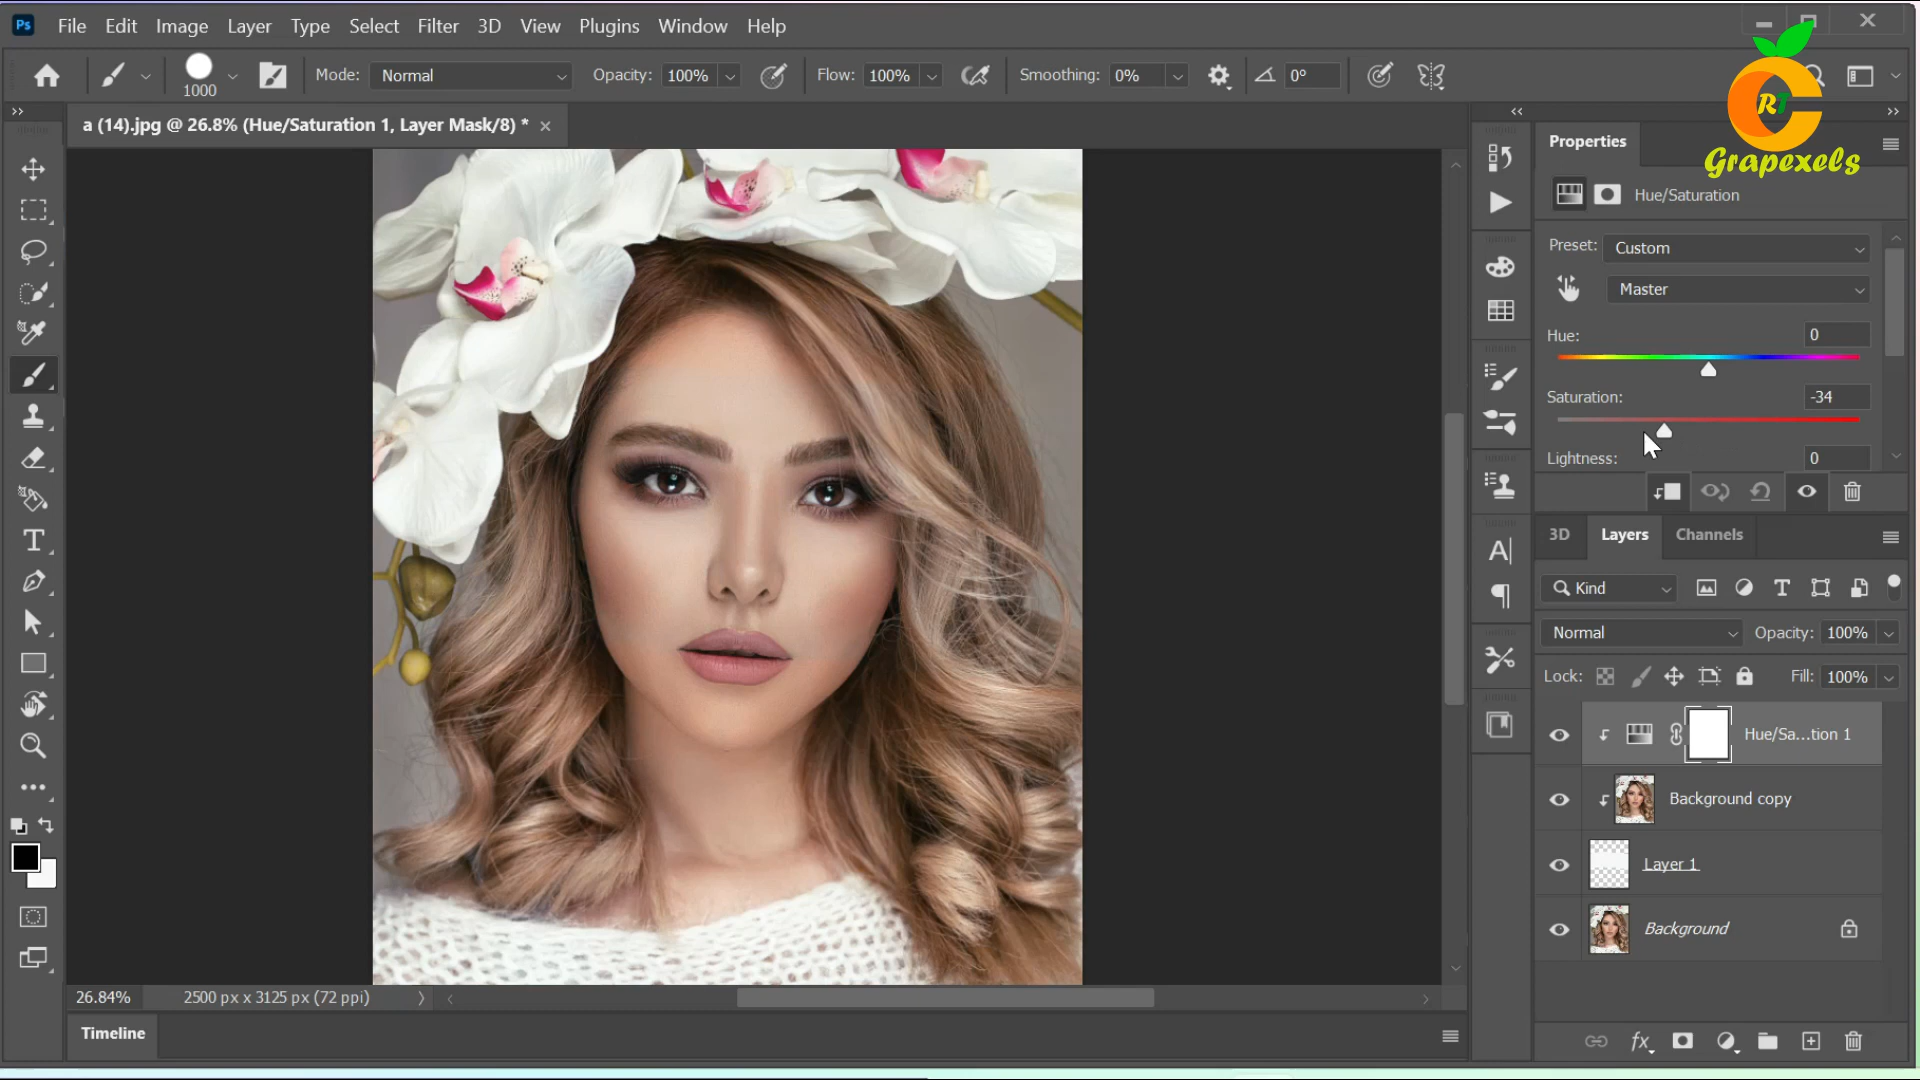 Ps File Edit Image Layer Type Select Filter 3D View Plugins Window Help
1000 Mode: Normal Opacity: 100% Flow: 100% Smoothing: 0% 0°
RT
Grapexels
a (14).jpg @ 26.8% (Hue/Saturation 1, Layer Mask/8) *
Properties
Hue/Saturation
Preset: Custom
Master
Hue: 0
Saturation: -34
Lightness: 0
3D Layers Channels
Kind
Normal Opacity: 100%
Lock: Fill: 100%
Hue/Sa...tion 1
Background copy
Layer 1
Background
26.84% 2500 px x 3125 px (72 ppi)
Timeline